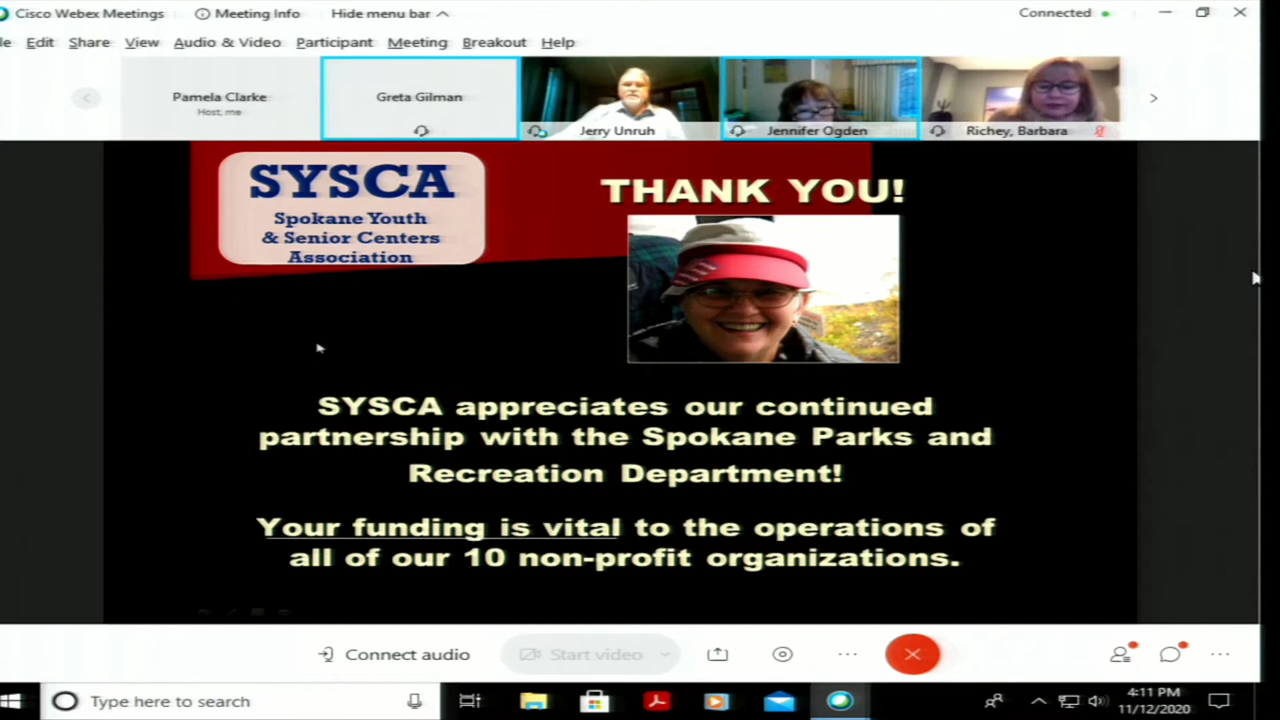 Cisco Webex Meetings
Meeting Info
Hide menu bar
Connected
le Edit Share View Audio & Video Participant Meeting Breakout Help
Pamela Clarke
Host, me
Greta Gilman
Jerry Unruh
Jennifer Ogden
Richey, Barbara
SYSCA
Spokane Youth
& Senior Centers
Association
THANK YOU!
SYSCA appreciates our continued
partnership with the Spokane Parks and
Recreation Department!
Your funding is vital to the operations of
all of our 10 non-profit organizations.
Connect audio
Start video
Type here to search
4:11 PM
11/12/2020